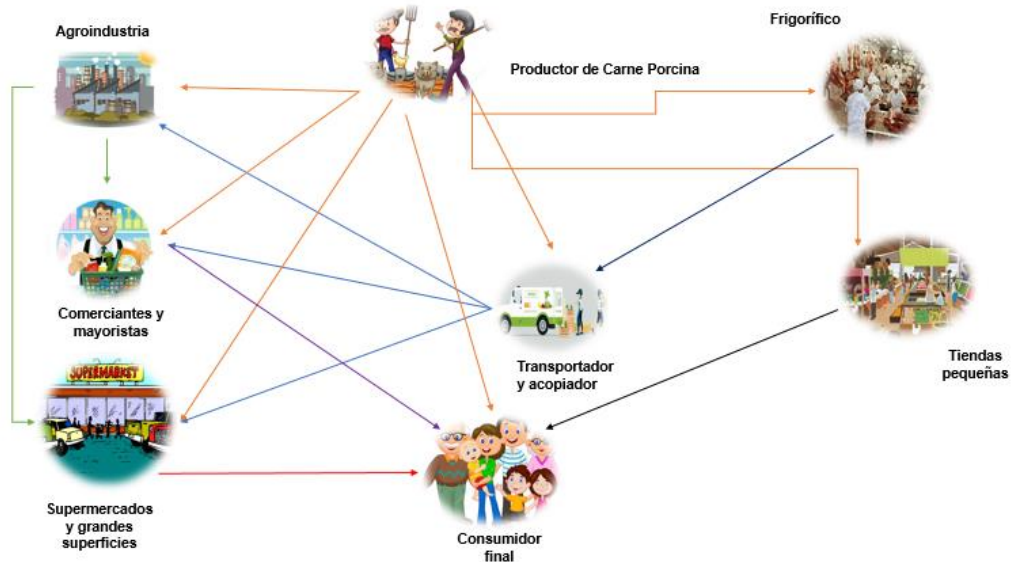 Agroindustria
Frigorífico
Productor de Carne Porcina
Comerciantes y
mayoristas
SUPERMARKET
Transportador
y acopiador
Tiendas
pequeñas
Supermercados
y grandes
superficies
Consumidor
final